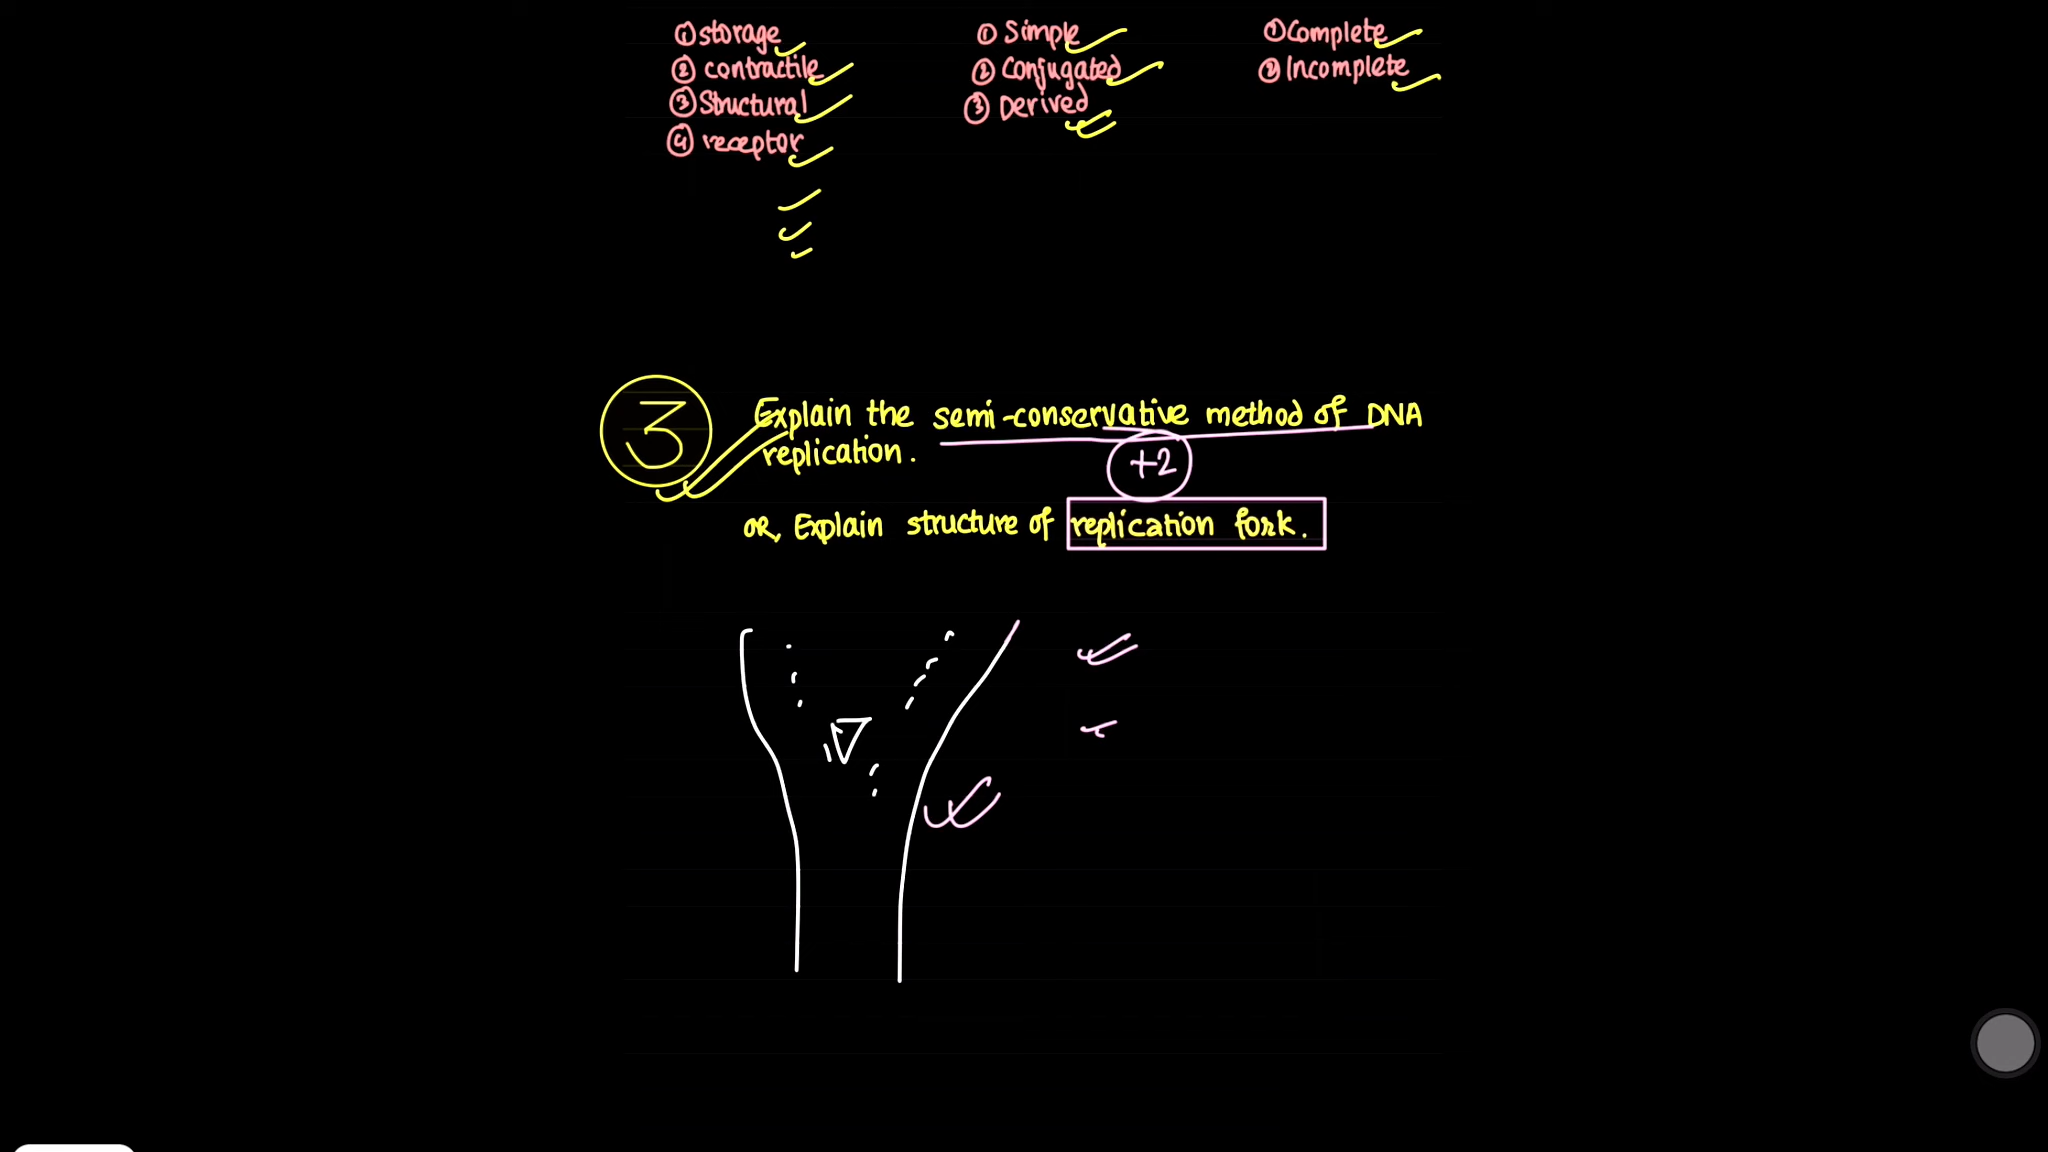 ① storage
② contractile
③ Structural
④ receptor
① Simple
② Conjugated
③ Derived
① Complete
② Incomplete
3
Explain the semi-conservative method of DNA
replication.
+2
OR, Explain structure of replication fork.